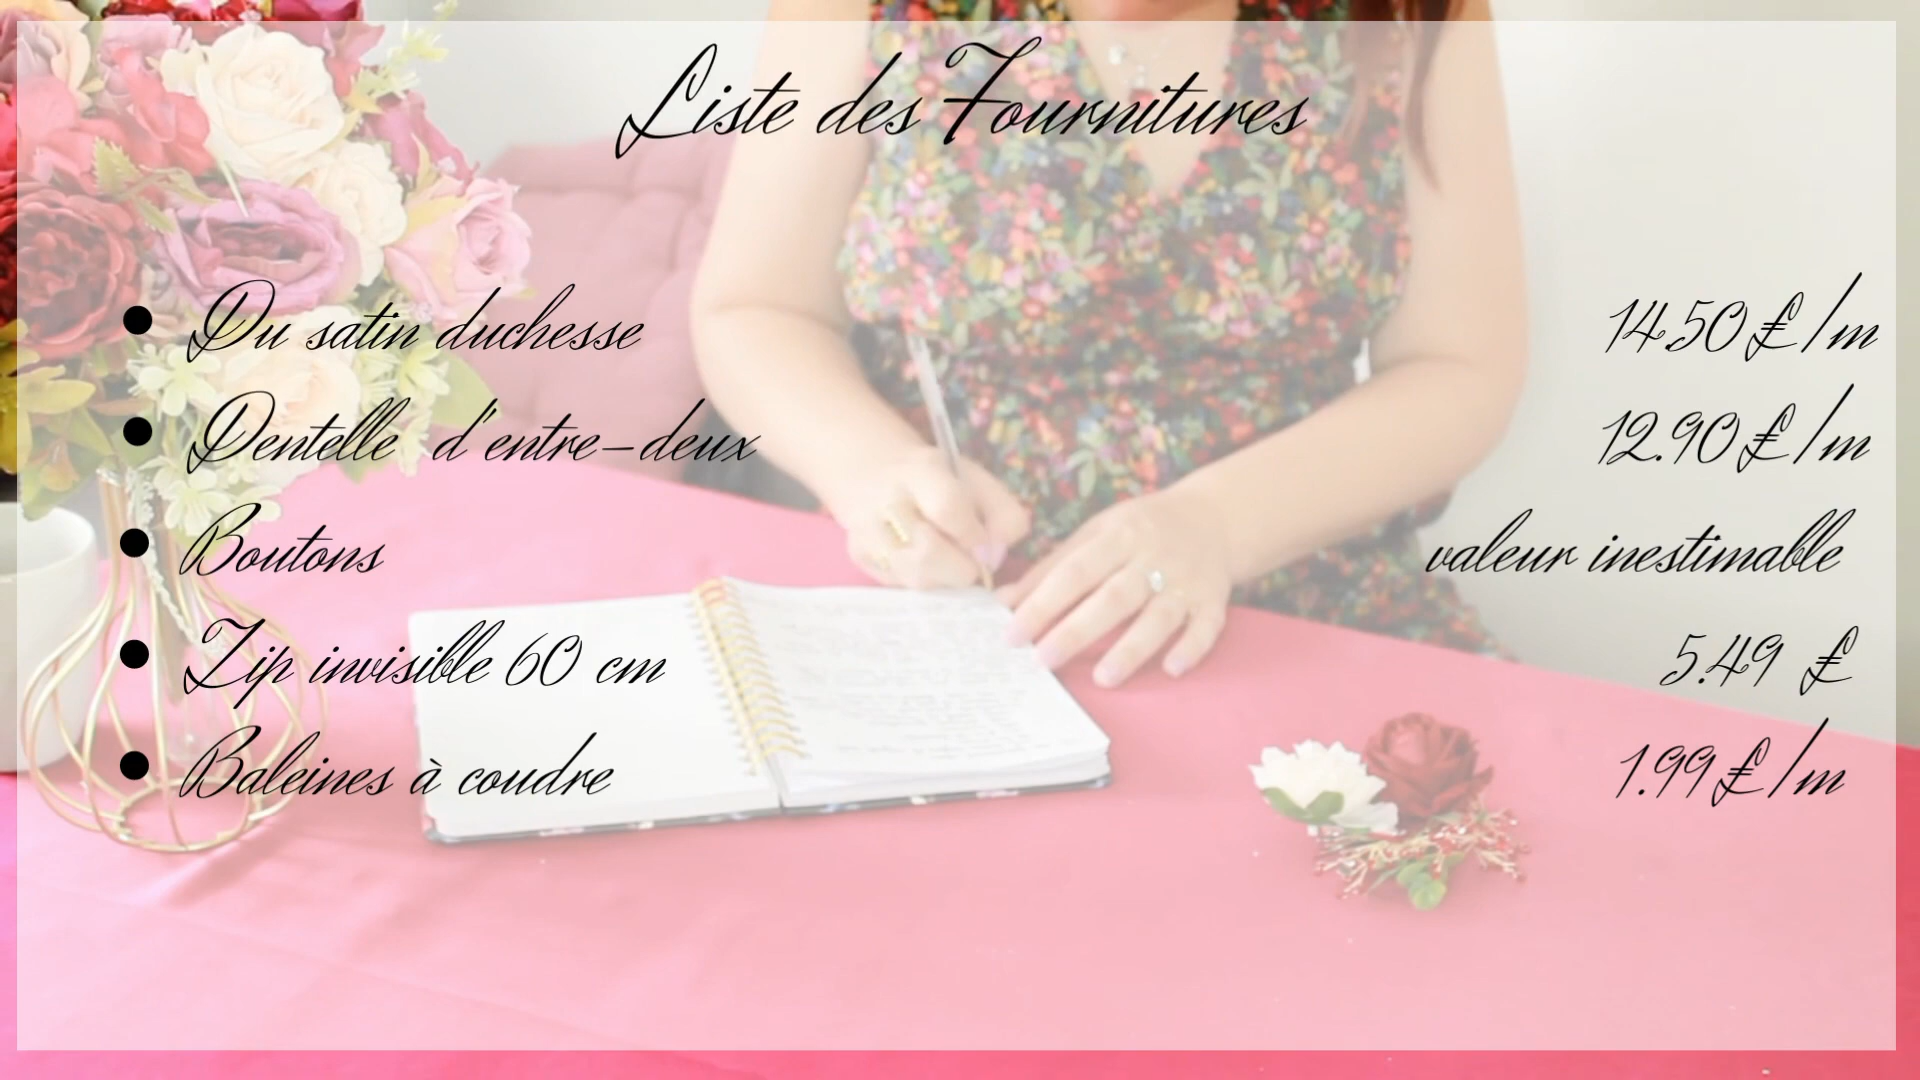 Liste des Fournitures
• Du satin duchesse 14.50£/m
• Dentelle d'entre-deux 12.90£/m
• Boutons valeur inestimable
• Zip invisible 60 cm 5.49 £
• Baleines à coudre 1.99£/m